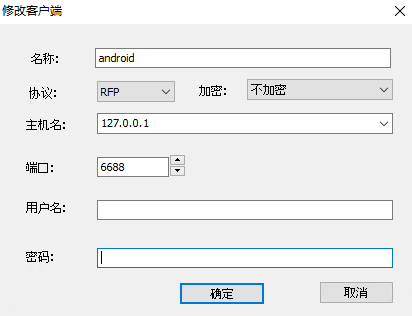 修改客户端
名称: android
协议: RFP 加密: 不加密
主机名: 127.0.0.1
端口: 6688
用户名:
密码:
确定 取消